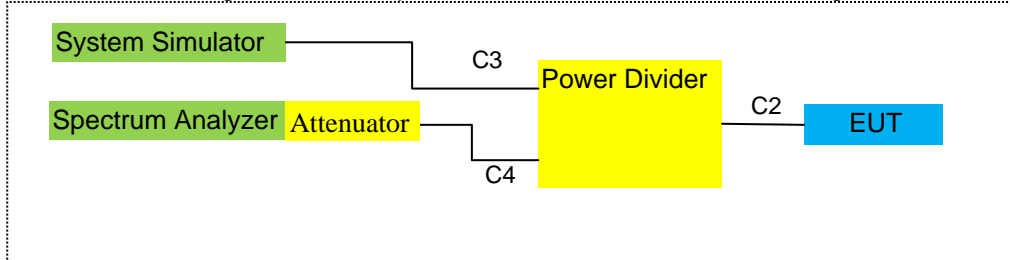 System Simulator
C3
Power Divider
Spectrum Analyzer
Attenuator
C2
EUT
C4